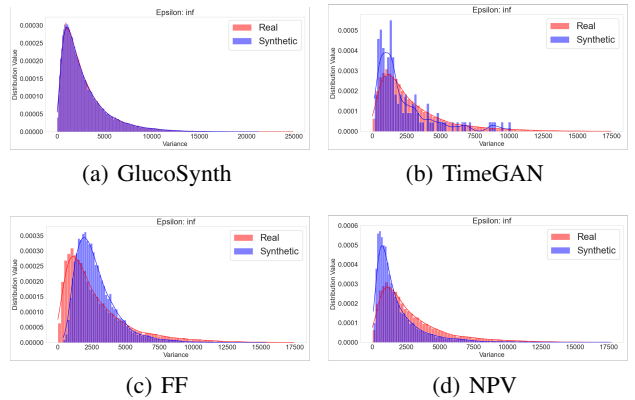 Epsilon: inf
Real
Synthetic
Distribution Value
0.00030
0.00025
0.00020
0.00015
0.00010
0.00005
0.00000
0 5000 10000 15000 20000 25000
Variance
(a) GlucoSynth
Epsilon: inf
Real
Synthetic
Distribution Value
0.0005
0.0004
0.0003
0.0002
0.0001
0.0000
0 2500 5000 7500 10000 12500 15000 17500
Variance
(b) TimeGAN
Epsilon: inf
Real
Synthetic
Distribution Value
0.00035
0.00030
0.00025
0.00020
0.00015
0.00010
0.00005
0.00000
0 2500 5000 7500 10000 12500 15000 17500
Variance
(c) FF
Epsilon: inf
Real
Synthetic
Distribution Value
0.0006
0.0005
0.0004
0.0003
0.0002
0.0001
0.0000
0 2500 5000 7500 10000 12500 15000 17500
Variance
(d) NPV